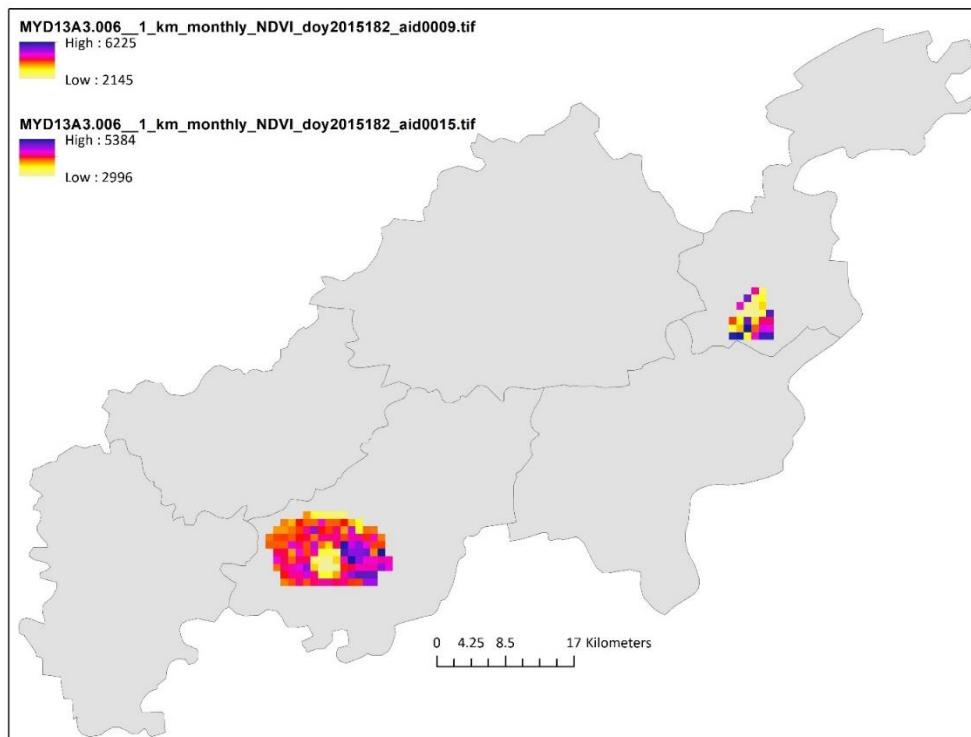 MYD13A3.006__1_km_monthly_NDVI_doy2015182_aid0009.tif
High : 6225
Low : 2145
MYD13A3.006__1_km_monthly_NDVI_doy2015182_aid0015.tif
High : 5384
Low : 2996
0 4.25 8.5 17 Kilometers